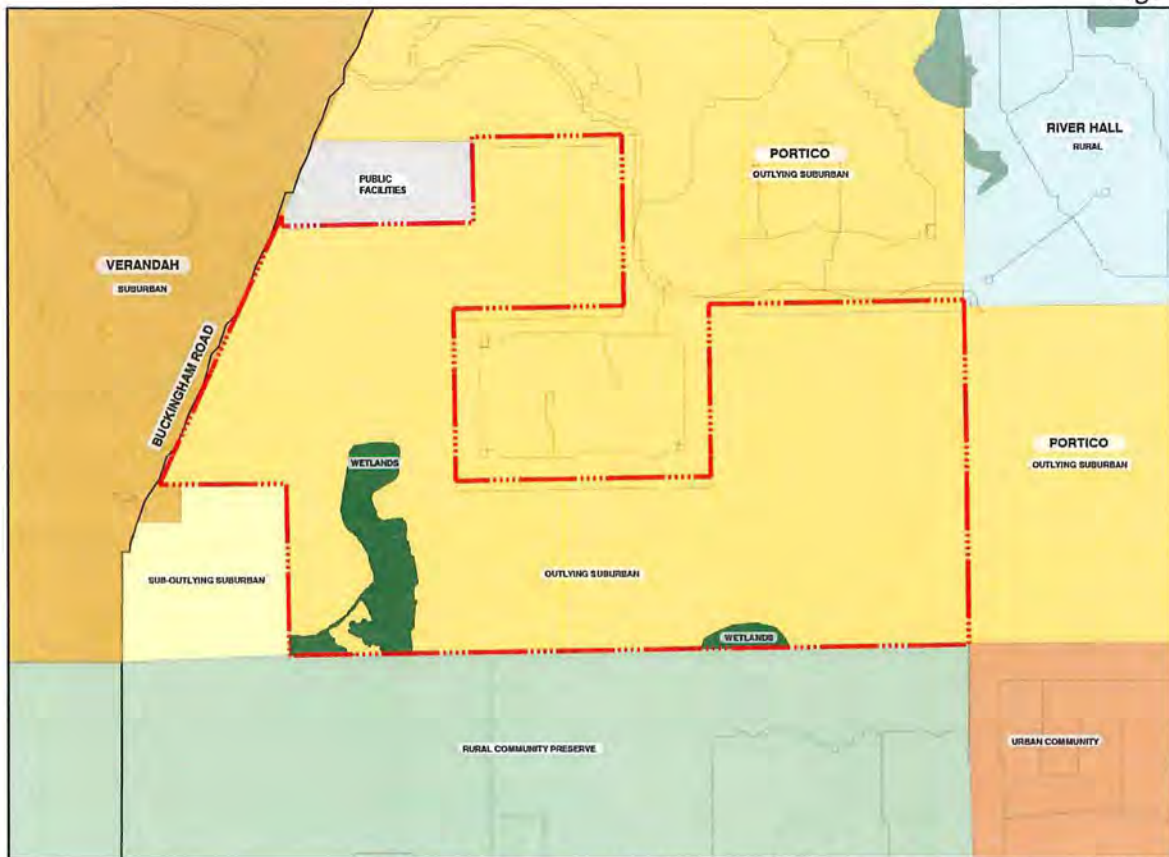 PUBLIC
FACILITIES
PORTICO
OUTLYING SUBURBAN
RIVER HALL
RURAL
VERANDAH
SUBURBAN
BUCKINGHAM ROAD
PORTICO
OUTLYING SUBURBAN
WETLANDS
SUB-OUTLYING SUBURBAN
OUTLYING SUBURBAN
WETLANDS
RURAL COMMUNITY PRESERVE
URBAN COMMUNITY